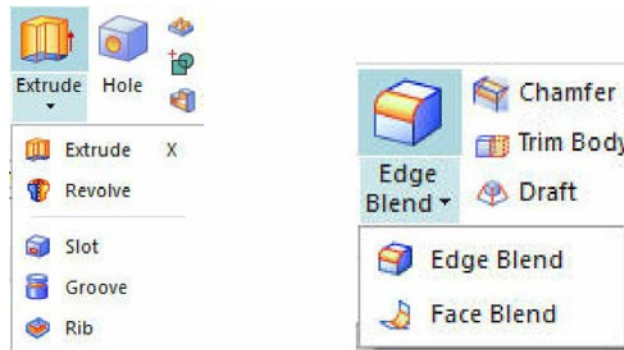 Extrude
Hole
Extrude X
Revolve
Slot
Groove
Rib
Chamfer
Trim Body
Edge
Blend
Draft
Edge Blend
Face Blend